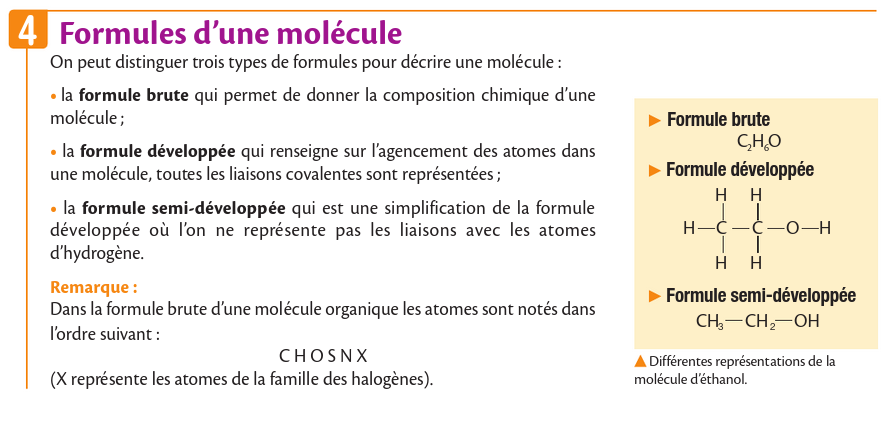 4 Formules d’une molécule
On peut distinguer trois types de formules pour décrire une molécule :
• la formule brute qui permet de donner la composition chimique d’une
molécule ;
• la formule développée qui renseigne sur l’agencement des atomes dans
une molécule, toutes les liaisons covalentes sont représentées ;
• la formule semi-développée qui est une simplification de la formule
développée où l’on ne représente pas les liaisons avec les atomes
d’hydrogène.
Remarque :
Dans la formule brute d’une molécule organique les atomes sont notés dans
l’ordre suivant :
C H O S N X
(X représente les atomes de la famille des halogènes).
▶ Formule brute
C₂H₆O
▶ Formule développée
H H
H—C—C—O—H
H H
▶ Formule semi-développée
CH₃—CH₂—OH
▲ Différentes représentations de la
molécule d’éthanol.